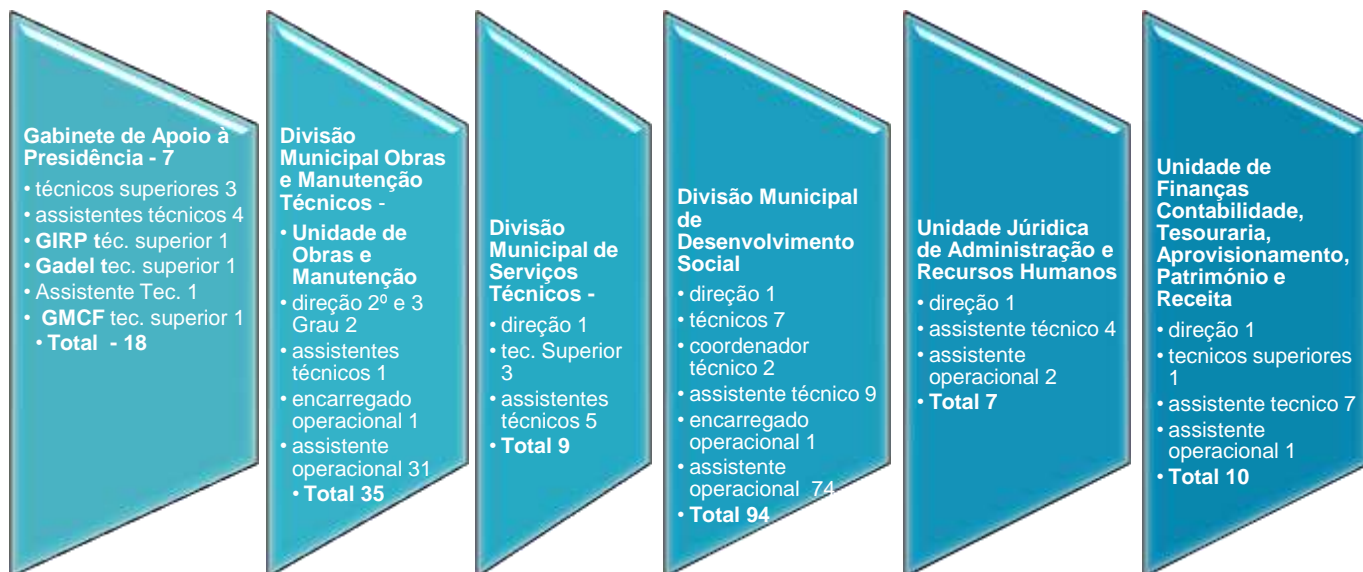 Gabinete de Apoio à
Presidência - 7
• técnicos superiores 3
• assistentes técnicos 4
• GIRP téc. superior 1
• Gadel tec. superior 1
• Assistente Tec. 1
• GMCF tec. superior 1
• Total - 18
Divisão
Municipal Obras
e Manutenção
Técnicos -
• Unidade de
Obras e
Manutenção
• direção 2º e 3
Grau 2
• assistentes
técnicos 1
• encarregado
operacional 1
• assistente
operacional 31
• Total 35
Divisão
Municipal de
Serviços
Técnicos -
• direção 1
• tec. Superior
3
• assistentes
técnicos 5
• Total 9
Divisão Municipal
de
Desenvolvimento
Social
• direção 1
• técnicos 7
• coordenador
técnico 2
• assistente técnico 9
• encarregado
operacional 1
• assistente
operacional 74
• Total 94
Unidade Júridica
de Administração e
Recursos Humanos
• direção 1
• assistente técnico 4
• assistente
operacional 2
• Total 7
Unidade de
Finanças
Contabilidade,
Tesouraria,
Aprovisionamento,
Património e
Receita
• direção 1
• tecnicos superiores
1
• assistente tecnico 7
• assistente
operacional 1
• Total 10